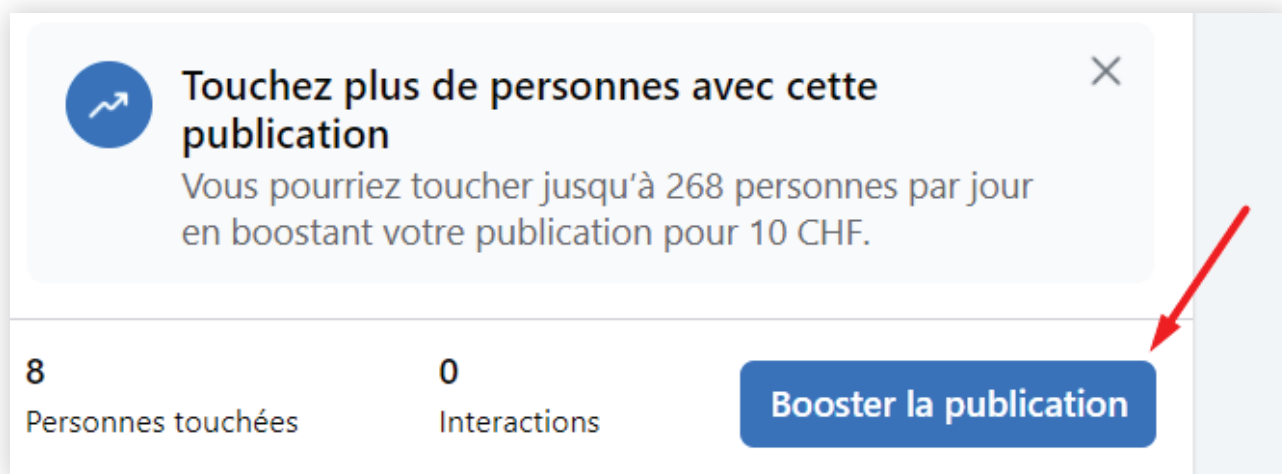 Touchez plus de personnes avec cette
publication
Vous pourriez toucher jusqu'à 268 personnes par jour
en boostant votre publication pour 10 CHF.
8
Personnes touchées
0
Interactions
Booster la publication